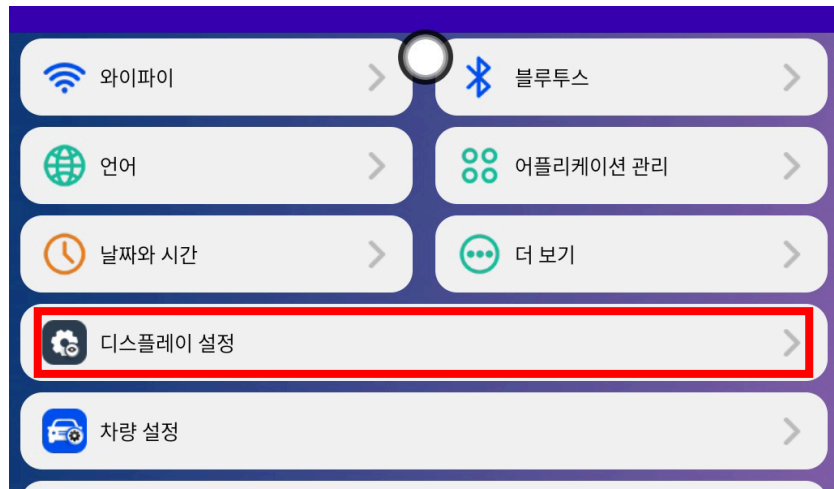 와이파이
블루투스
언어
어플리케이션 관리
날짜와 시간
더 보기
디스플레이 설정
차량 설정